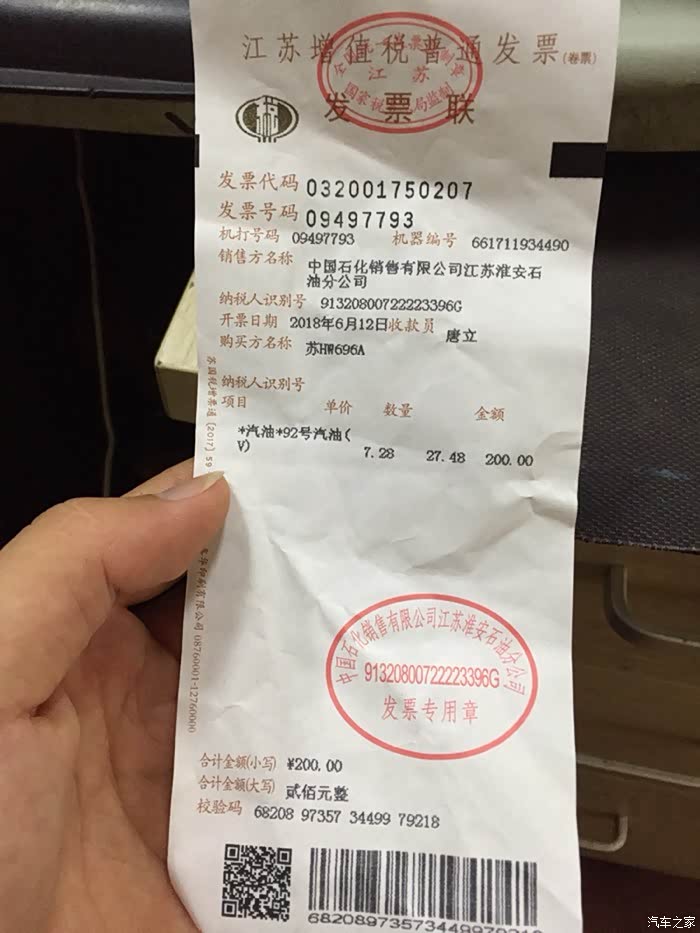 江苏增值税普通发票(卷票)
发票联
江苏
发票代码 032001750207
发票号码 09497793
机打号码 09497793 机器编号 661711934490
销售方名称 中国石化销售有限公司江苏淮安石
油分公司
纳税人识别号 91320800722223396G
开票日期 2018年6月12日收款员 唐立
购买方名称 苏HW696A
纳税人识别号
项目 单价 数量 金额
*汽油*92号汽油(
V) 7.28 27.48 200.00
中国石化销售有限公司江苏淮安石油分公司
91320800722223396G
发票专用章
合计金额(小写) ¥200.00
合计金额(大写) 贰佰元整
校验码 68208 97357 34499 79218
68208973573449979218
08760001-12760000
汽车之家